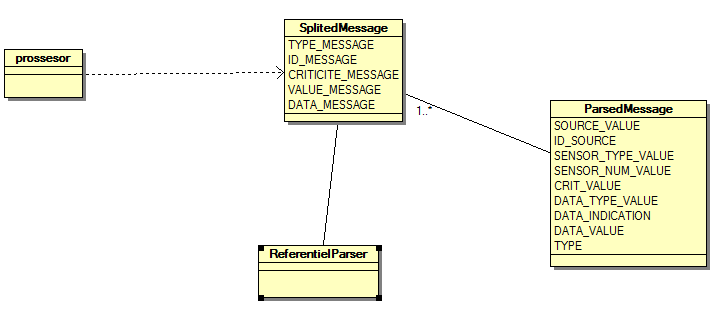 SplitedMessage
TYPE_MESSAGE
ID_MESSAGE
CRITICITE_MESSAGE
VALUE_MESSAGE
DATA_MESSAGE
prossesor
1..*
ParsedMessage
SOURCE_VALUE
ID_SOURCE
SENSOR_TYPE_VALUE
SENSOR_NUM_VALUE
CRIT_VALUE
DATA_TYPE_VALUE
DATA_INDICATION
DATA_VALUE
TYPE
ReferentielParser